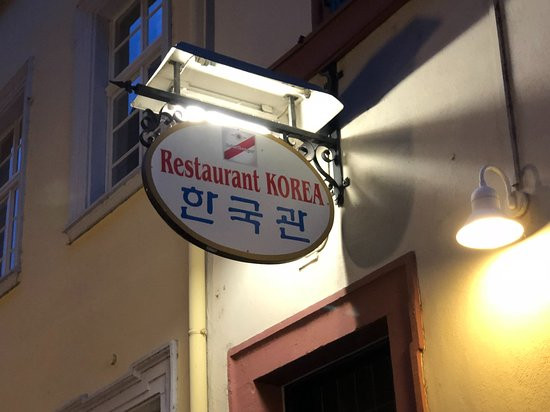 Restaurant KOREA
한국관